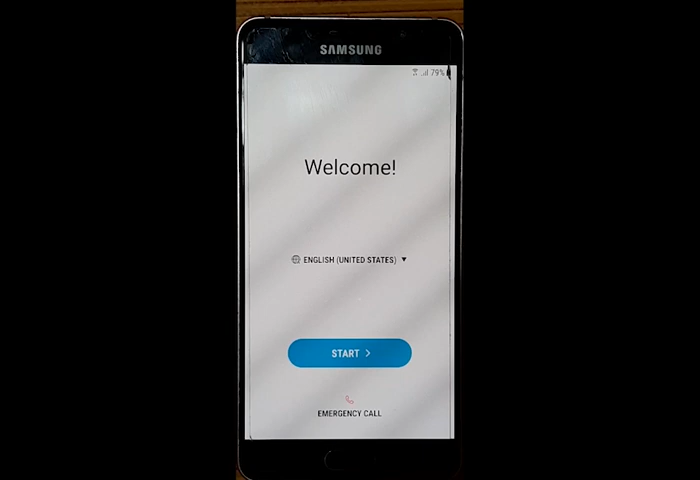 SAMSUNG
79%
Welcome!
ENGLISH (UNITED STATES)
START
EMERGENCY CALL